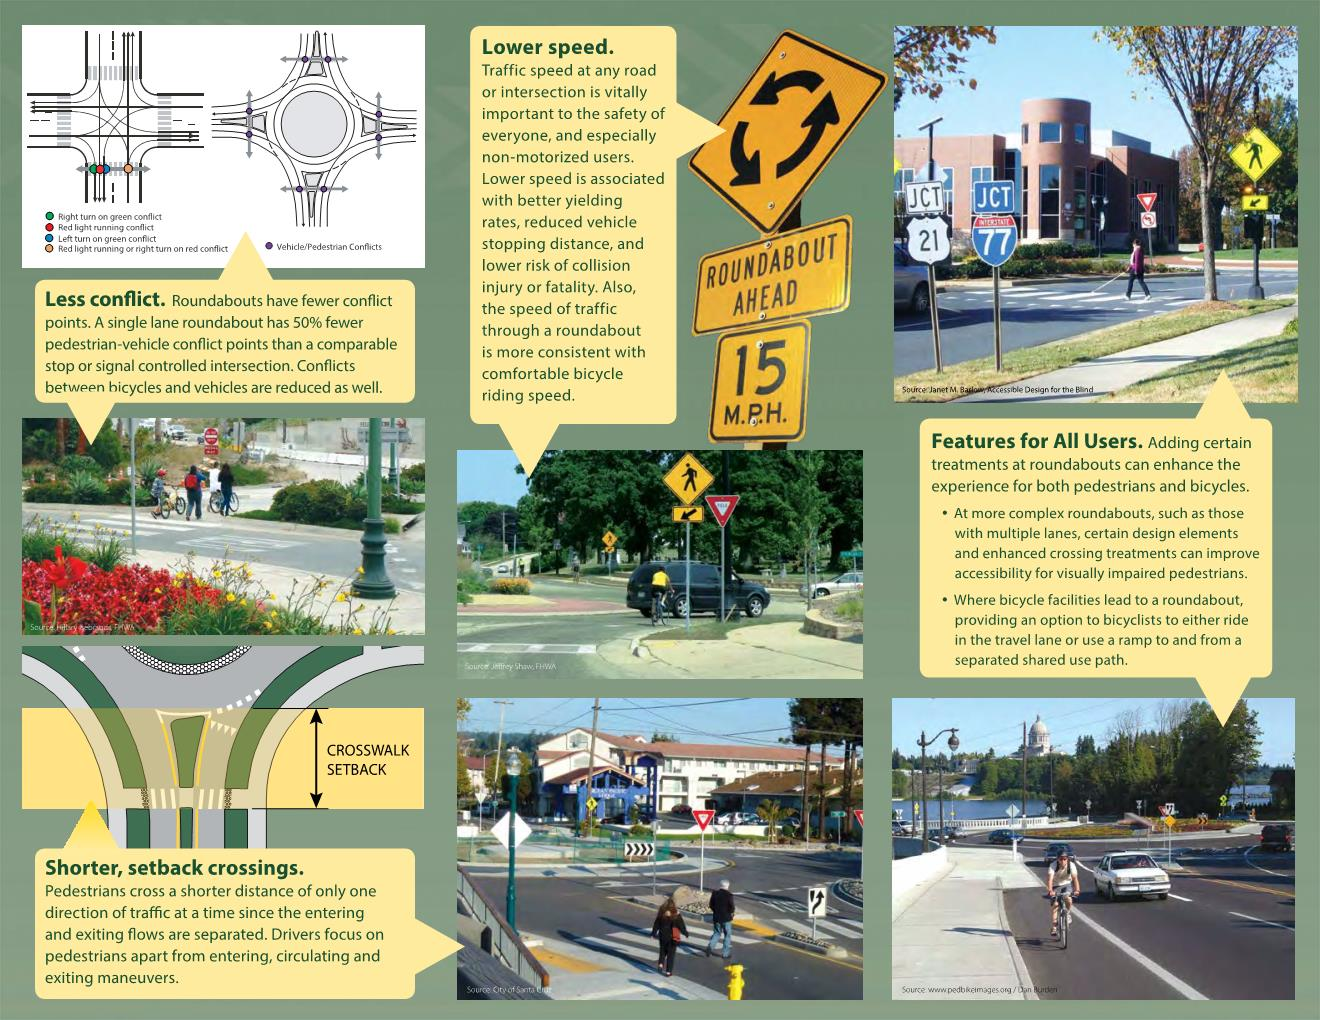 Right turn on green conflict
Red light running conflict
Left turn on green conflict
Red light running or right turn on red conflict
Vehicle/Pedestrian Conflicts
Less conflict. Roundabouts have fewer conflict
points. A single lane roundabout has 50% fewer
pedestrian-vehicle conflict points than a comparable
stop or signal controlled intersection. Conflicts
between bicycles and vehicles are reduced as well.
Source: Hillary Isebrands, FHWA
CROSSWALK
SETBACK
Shorter, setback crossings.
Pedestrians cross a shorter distance of only one
direction of traffic at a time since the entering
and exiting flows are separated. Drivers focus on
pedestrians apart from entering, circulating and
exiting maneuvers.
Lower speed.
Traffic speed at any road
or intersection is vitally
important to the safety of
everyone, and especially
non-motorized users.
Lower speed is associated
with better yielding
rates, reduced vehicle
stopping distance, and
lower risk of collision
injury or fatality. Also,
the speed of traffic
through a roundabout
is more consistent with
comfortable bicycle
riding speed.
ROUNDABOUT
AHEAD
15
M.P.H.
YIELD
Source: Jeffrey Shaw, FHWA
Source: City of Santa Cruz
JCT
21
JCT
INTERSTATE
77
Source: Janet M. Barlow, Accessible Design for the Blind
Features for All Users. Adding certain
treatments at roundabouts can enhance the
experience for both pedestrians and bicycles.
• At more complex roundabouts, such as those
with multiple lanes, certain design elements
and enhanced crossing treatments can improve
accessibility for visually impaired pedestrians.
• Where bicycle facilities lead to a roundabout,
providing an option to bicyclists to either ride
in the travel lane or use a ramp to and from a
separated shared use path.
Source: www.pedbikeimages.org / Dan Burden